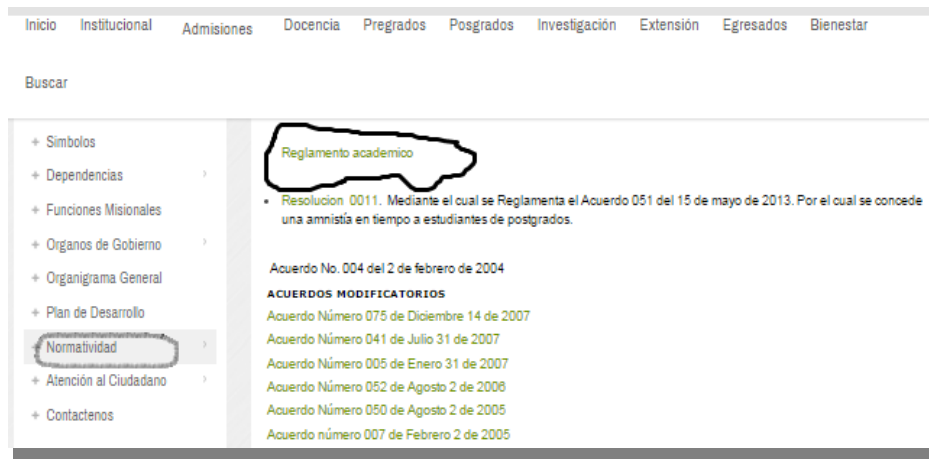 Inicio Institucional Admisiones Docencia Pregrados Posgrados Investigación Extensión Egresados Bienestar
Buscar
+ Simbolos
+ Dependencias
+ Funciones Misionales
+ Organos de Gobierno
+ Organigrama General
+ Plan de Desarrollo
+ Normatividad
+ Atención al Ciudadano
+ Contactenos
Reglamento academico
Resolucion 0011. Mediante el cual se Reglamenta el Acuerdo 051 del 15 de mayo de 2013. Por el cual se concede
una amnistía en tiempo a estudiantes de postgrados.
Acuerdo No. 004 del 2 de febrero de 2004
ACUERDOS MODIFICATORIOS
Acuerdo Número 075 de Diciembre 14 de 2007
Acuerdo Número 041 de Julio 31 de 2007
Acuerdo Número 005 de Enero 31 de 2007
Acuerdo Número 052 de Agosto 2 de 2006
Acuerdo Número 050 de Agosto 2 de 2005
Acuerdo número 007 de Febrero 2 de 2005